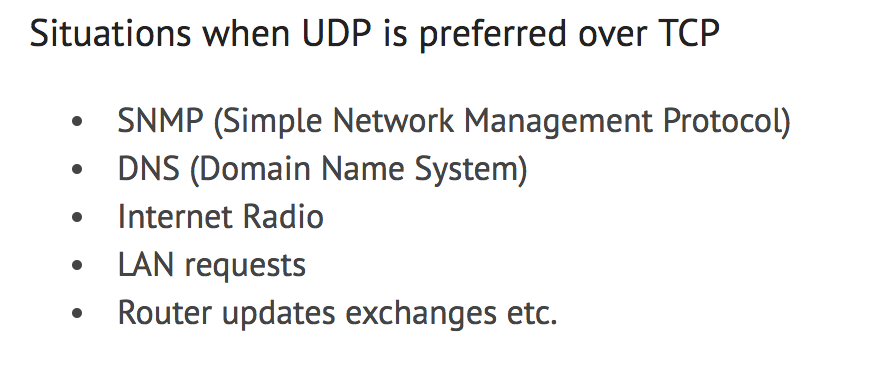 Situations when UDP is preferred over TCP
• SNMP (Simple Network Management Protocol)
• DNS (Domain Name System)
• Internet Radio
• LAN requests
• Router updates exchanges etc.